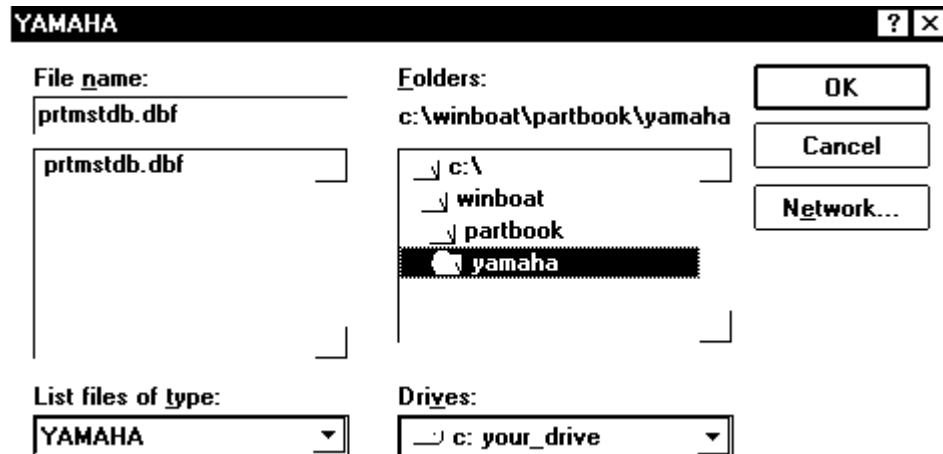 YAMAHA
File name:
prtmstdb.dbf
prtmstdb.dbf
List files of type:
YAMAHA
Folders:
c:\winboat\partbook\yamaha
c:\
winboat
partbook
yamaha
Drives:
c: your_drive
OK
Cancel
Network...